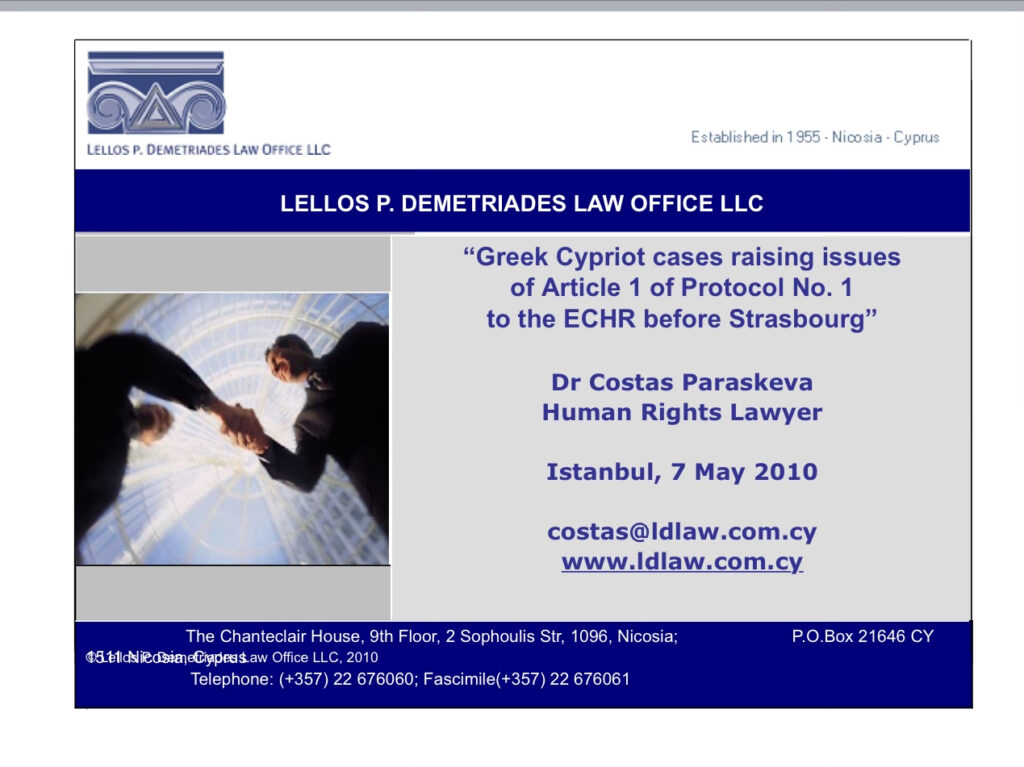 LELLOS P. DEMETRIADES LAW OFFICE LLC
Established in 1955 - Nicosia - Cyprus
LELLOS P. DEMETRIADES LAW OFFICE LLC
“Greek Cypriot cases raising issues
of Article 1 of Protocol No. 1
to the ECHR before Strasbourg”
Dr Costas Paraskeva
Human Rights Lawyer
Istanbul, 7 May 2010
costas@ldlaw.com.cy
www.ldlaw.com.cy
The Chanteclair House, 9th Floor, 2 Sophoulis Str, 1096, Nicosia; P.O.Box 21646 CY
1511 Nicosia, Cyprus
© Lellos P. Demetriades Law Office LLC, 2010
Telephone: (+357) 22 676060; Fascimile(+357) 22 676061